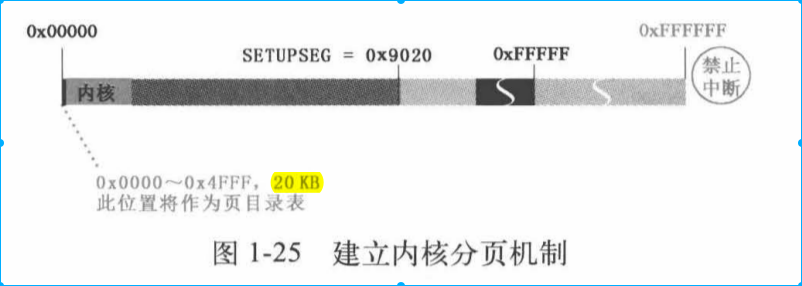 0x00000
0xFFFFFFF
SETUPSEG = 0x9020
0xFFFFF
禁止
中断
内核
0x0000～0x4FFF, 20 KB
此位置将作为页目录表
图 1-25 建立内核分页机制